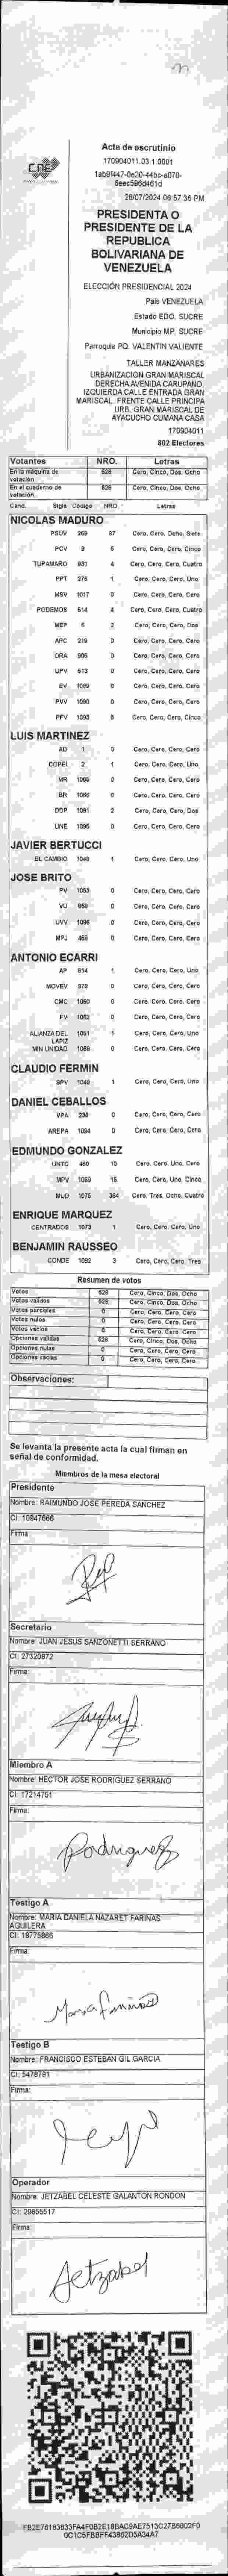 CNE
Acta de escrutinio
170904011.03.1.0001
28/07/2024 06:57:36 PM
PRESIDENTA O
PRESIDENTE DE LA
REPUBLICA
BOLIVARIANA DE
VENEZUELA
ELECCIÓN PRESIDENCIAL 2024
País VENEZUELA
Estado EDO. SUCRE
Municipio MP. SUCRE
Parroquia PQ. VALENTIN VALIENTE
TALLER MANZANARES
URBANIZACION GRAN MARISCAL
DERECHA AVENIDA CARUPANO.
IZQUIERDA CALLE ENTRADA GRAN
MARISCAL. FRENTE CALLE PRINCIPA
URB. GRAN MARISCAL DE
AYACUCHO CUMANA CASA
170904011
802 Electores
Votantes NRO. Letras
En la máquina de votación 528 Cero, Cinco, Dos, Ocho
En el cuaderno de votación 528 Cero, Cinco, Dos, Ocho
Cand. Sigla Código NRO. Letras
NICOLAS MADURO
PSUV 269 87 Cero, Cero, Ocho, Siete
PCV 9 5 Cero, Cero, Cero, Cinco
TUPAMARO 931 4 Cero, Cero, Cero, Cuatro
PPT 276 1 Cero, Cero, Cero, Uno
MSV 1017 0 Cero, Cero, Cero, Cero
PODEMOS 514 4 Cero, Cero, Cero, Cuatro
MEP 6 2 Cero, Cero, Cero, Dos
APC 219 0 Cero, Cero, Cero, Cero
ORA 906 0 Cero, Cero, Cero, Cero
UPV 613 0 Cero, Cero, Cero, Cero
EV 1089 0 Cero, Cero, Cero, Cero
PVV 1090 0 Cero, Cero, Cero, Cero
PFV 1093 5 Cero, Cero, Cero, Cinco
LUIS MARTINEZ
AD 1 0 Cero, Cero, Cero, Cero
COPEI 2 1 Cero, Cero, Cero, Uno
MR 0 Cero, Cero, Cero, Cero
BR 0 Cero, Cero, Cero, Cero
DDP 1091 2 Cero, Cero, Cero, Dos
UNE 1095 0 Cero, Cero, Cero, Cero
JAVIER BERTUCCI
EL CAMBIO 1048 1 Cero, Cero, Cero, Uno
JOSE BRITO
PV 1053 0 Cero, Cero, Cero, Cero
VU 0 Cero, Cero, Cero, Cero
UVV 1096 0 Cero, Cero, Cero, Cero
MPJ 458 0 Cero, Cero, Cero, Cero
ANTONIO ECARRI
AP 814 1 Cero, Cero, Cero, Uno
MOVEV 979 0 Cero, Cero, Cero, Cero
CMC 1050 0 Cero, Cero, Cero, Cero
FV 1052 0 Cero, Cero, Cero, Cero
ALIANZA DEL LAPIZ 1051 1 Cero, Cero, Cero, Uno
MIN UNIDAD 1069 0 Cero, Cero, Cero, Cero
CLAUDIO FERMIN
SPV 1049 1 Cero, Cero, Cero, Uno
DANIEL CEBALLOS
VPA 238 0 Cero, Cero, Cero, Cero
AREPA 1094 0 Cero, Cero, Cero, Cero
EDMUNDO GONZALEZ
UNTC 480 10 Cero, Cero, Uno, Cero
MPV 15 Cero, Cero, Uno, Cinco
MUD 1075 384 Cero, Tres, Ocho, Cuatro
ENRIQUE MARQUEZ
CENTRADOS 1073 1 Cero, Cero, Cero, Uno
BENJAMIN RAUSSEO
CONDE 1092 3 Cero, Cero, Cero, Tres
Resumen de votos
Votos 528 Cero, Cinco, Dos, Ocho
Votos válidos 528 Cero, Cinco, Dos, Ocho
Votos parciales 0 Cero, Cero, Cero, Cero
Votos nulos 0 Cero, Cero, Cero, Cero
Votos vacíos 0 Cero, Cero, Cero, Cero
Opciones válidas 528 Cero, Cinco, Dos, Ocho
Opciones nulas 0 Cero, Cero, Cero, Cero
Opciones vacías 0 Cero, Cero, Cero, Cero
Observaciones:
Se levanta la presente acta la cual firman en
señal de conformidad.
Miembros de la mesa electoral
Presidente
Nombre: RAIMUNDO JOSE PEREDA SANCHEZ
CI: 10947666
Firma:
Secretario
Nombre: JUAN JESUS SANZONETTI SERRANO
CI: 27320872
Firma:
Miembro A
Nombre: HECTOR JOSE RODRIGUEZ SERRANO
CI: 17214751
Firma:
Rodriguez
Testigo A
Nombre: MARIA DANIELA NAZARET FARINAS
AGUILERA
CI: 18775866
Firma:
Maria Fariñas
Testigo B
Nombre: FRANCISCO ESTEBAN GIL GARCIA
CI: 5478791
Firma:
Operador
Nombre: JETZABEL CELESTE GALANTON RONDON
CI: 29655517
Firma:
Jetzabel